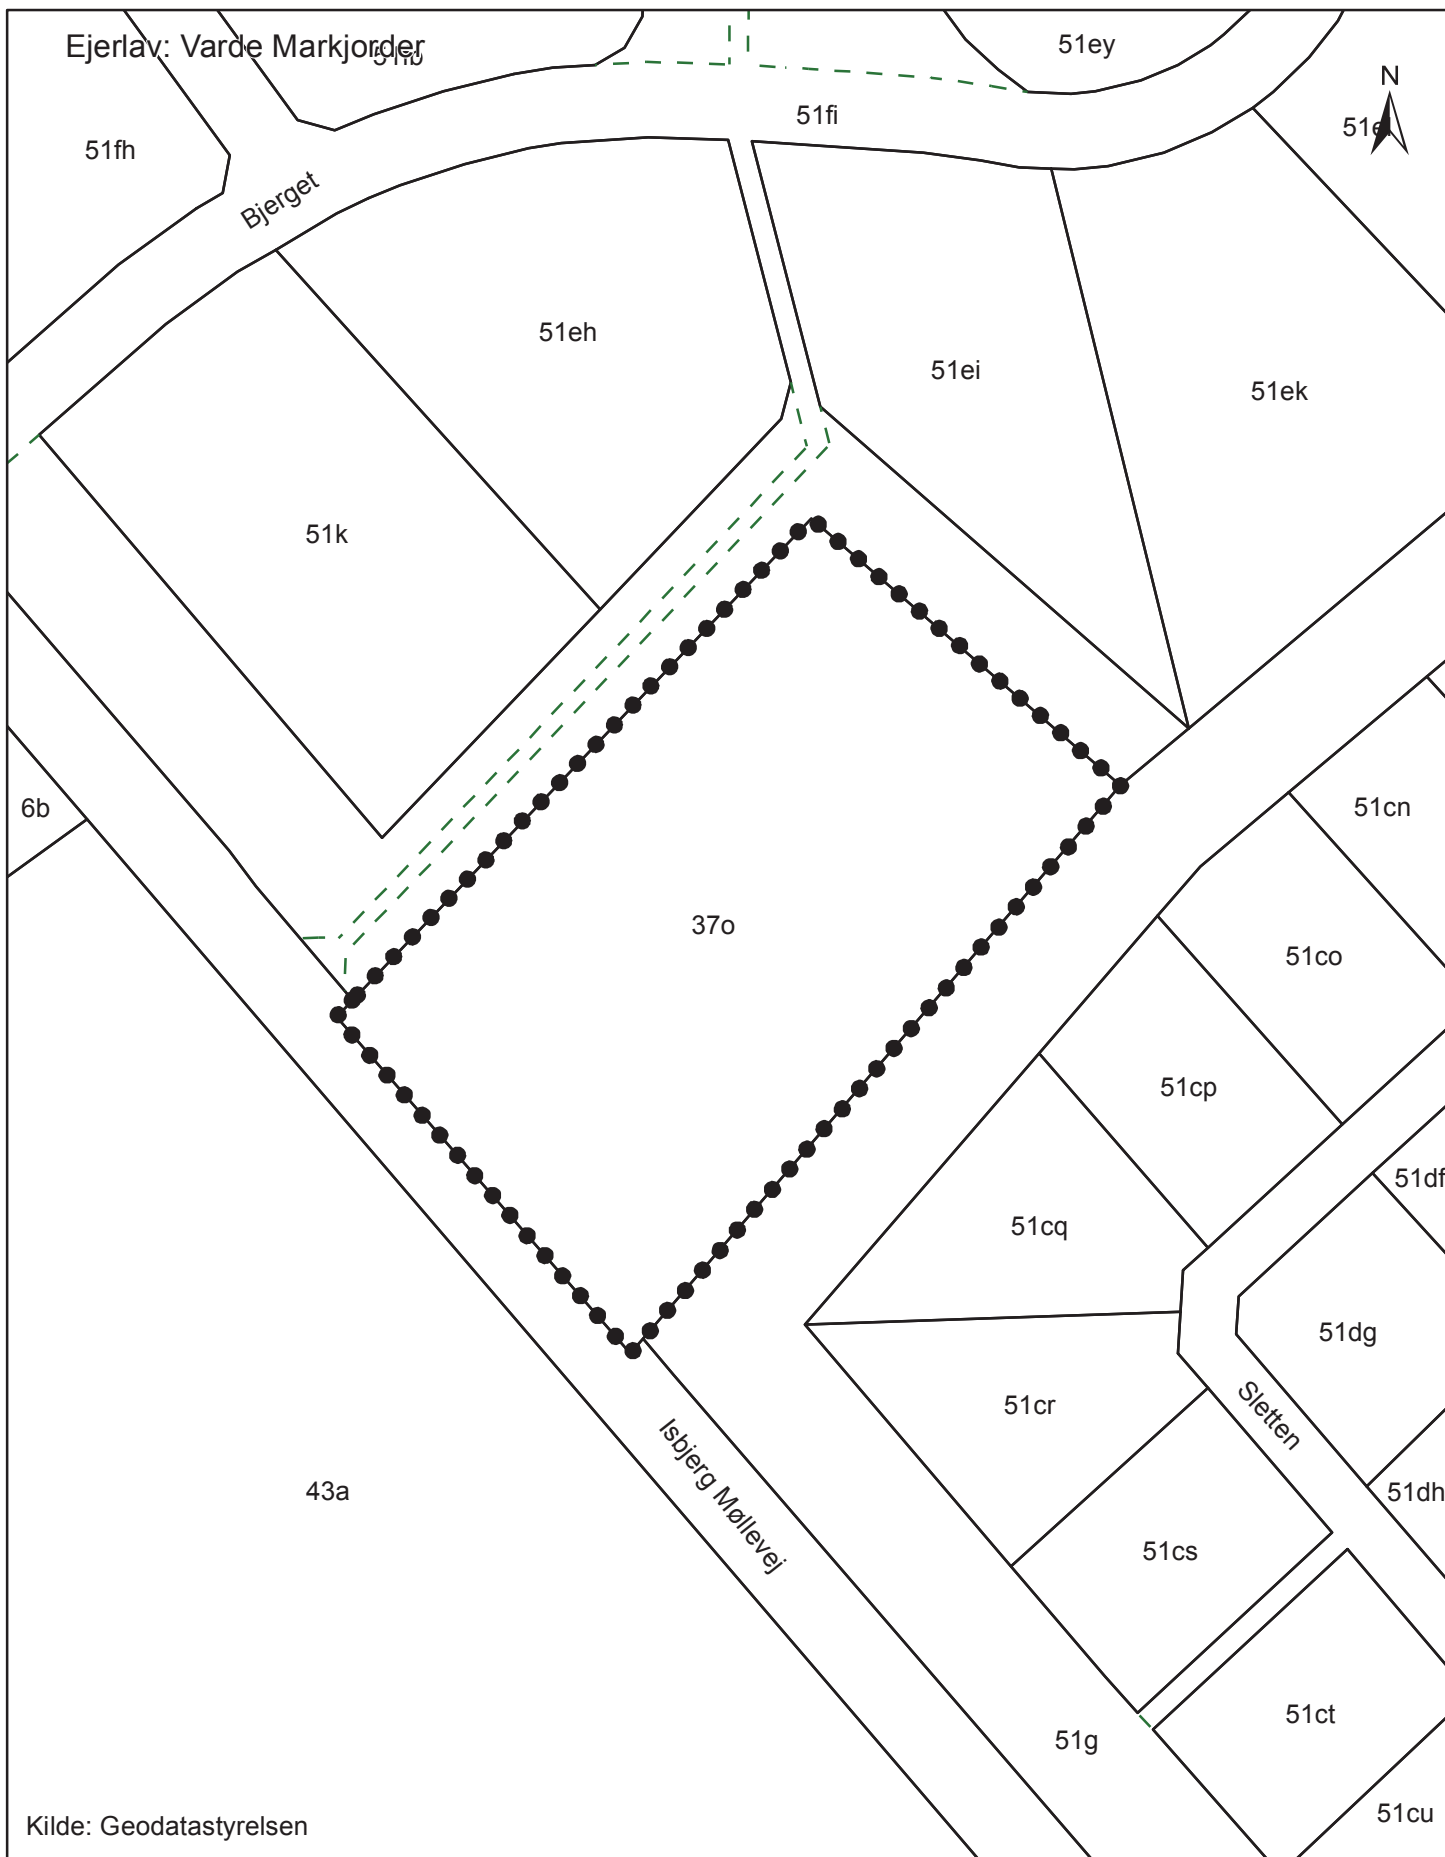 Ejerlav: Varde Markjorder
51ey
N
51fi
51fh
Bjerget
51eh
51ei
51ek
51k
6b
51cn
37o
51co
51cp
51df
51cq
51dg
51cr
Sletten
Isbjerg Møllevej
43a
51dh
51cs
51ct
51g
51cu
Kilde: Geodatastyrelsen